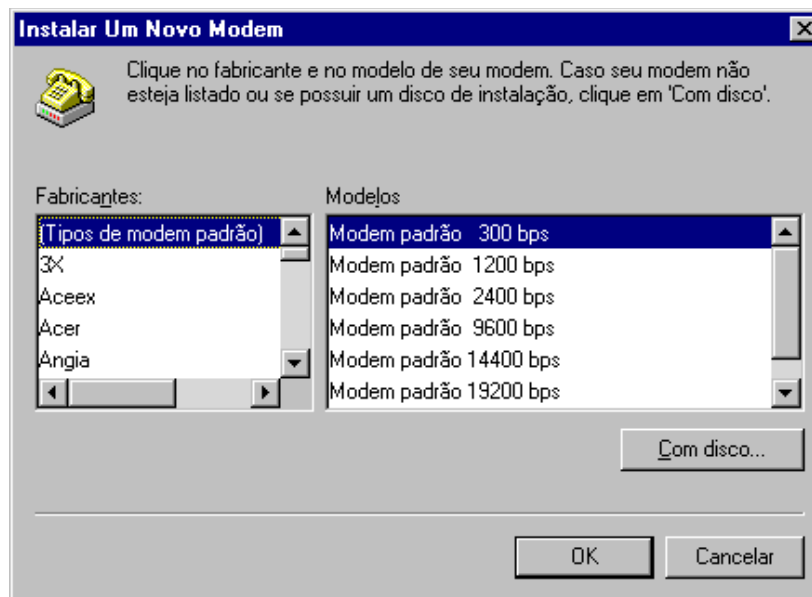 Instalar Um Novo Modem
Clique no fabricante e no modelo de seu modem. Caso seu modem não
esteja listado ou se possuir um disco de instalação, clique em 'Com disco'.
Fabricantes:
(Tipos de modem padrão)
3X
Aceex
Acer
Angia
Modelos
Modem padrão 300 bps
Modem padrão 1200 bps
Modem padrão 2400 bps
Modem padrão 9600 bps
Modem padrão 14400 bps
Modem padrão 19200 bps
Com disco...
OK
Cancelar